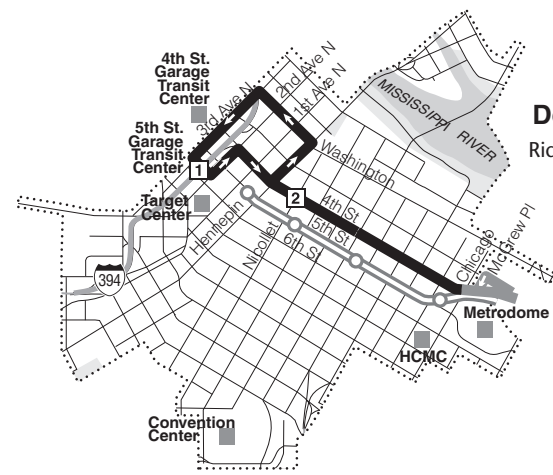 4th St.
Garage
Transit
Center
5th St.
Garage
Transit
Center
3rd Ave N
2nd Ave N
1st Ave N
MISSISSIPPI RIVER
Washington
1
2
Target
Center
4th St
5th St
6th St
Hennepin
Nicollet
Chicago
McGrew Pl
394
Metrodome
HCMC
Convention
Center